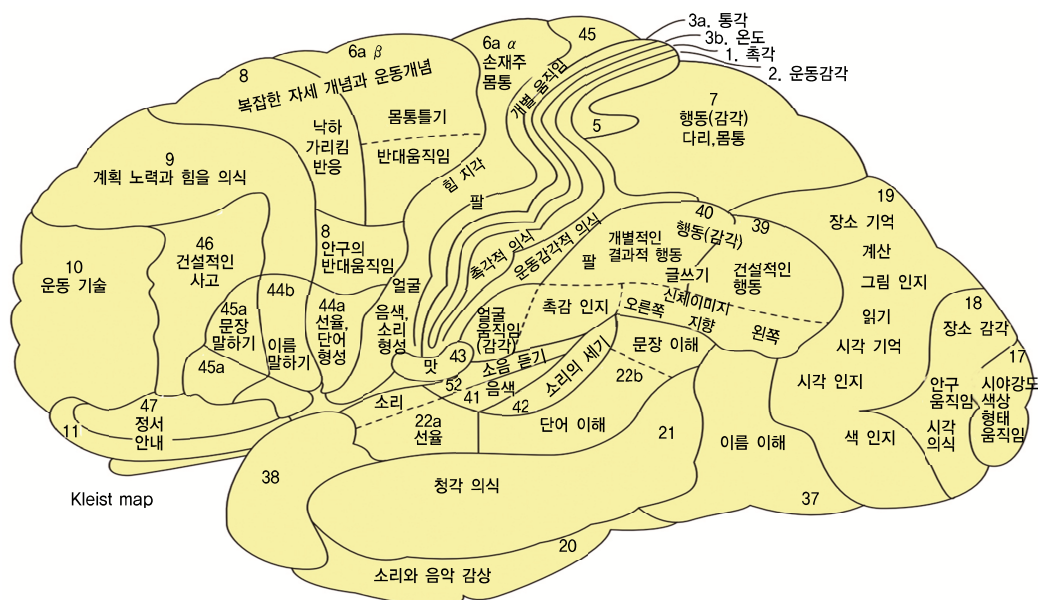 3a. 통각
3b. 온도
1. 촉각
2. 운동감각
45
6a α
손재주
몸통
6a β
8
복잡한 자세 개념과 운동개념
개별 움직임
낙하
가리킴
반응
몸통틀기
반대움직임
힘 지각
팔
5
7
행동(감각)
다리,몸통
9
계획 노력과 힘을 의식
8
안구의
반대움직임
얼굴
46
건설적인
사고
10
운동 기술
45a
문장
말하기
45a
44b
이름
말하기
44a
선율,
단어
형성
음색,
소리
형성
촉각적 의식
운동감각적 의식
40
행동(감각)
39
개별적인
결과적 행동
팔
글쓰기
건설적인
행동
촉감 인지
신체이미지
오른쪽
지향
왼쪽
얼굴
움직임
(감각)
맛
43
소음 듣기
52
음색
41
42
소리의 세기
문장 이해
22b
소리
22a
선율
단어 이해
19
장소 기억
계산
그림 인지
읽기
시각 기억
시각 인지
18
장소 감각
17
시야강도
색상
형태
움직임
안구
움직임
시각
의식
색 인지
47
정서
안내
11
38
청각 의식
21
이름 이해
37
20
소리와 음악 감상
Kleist map